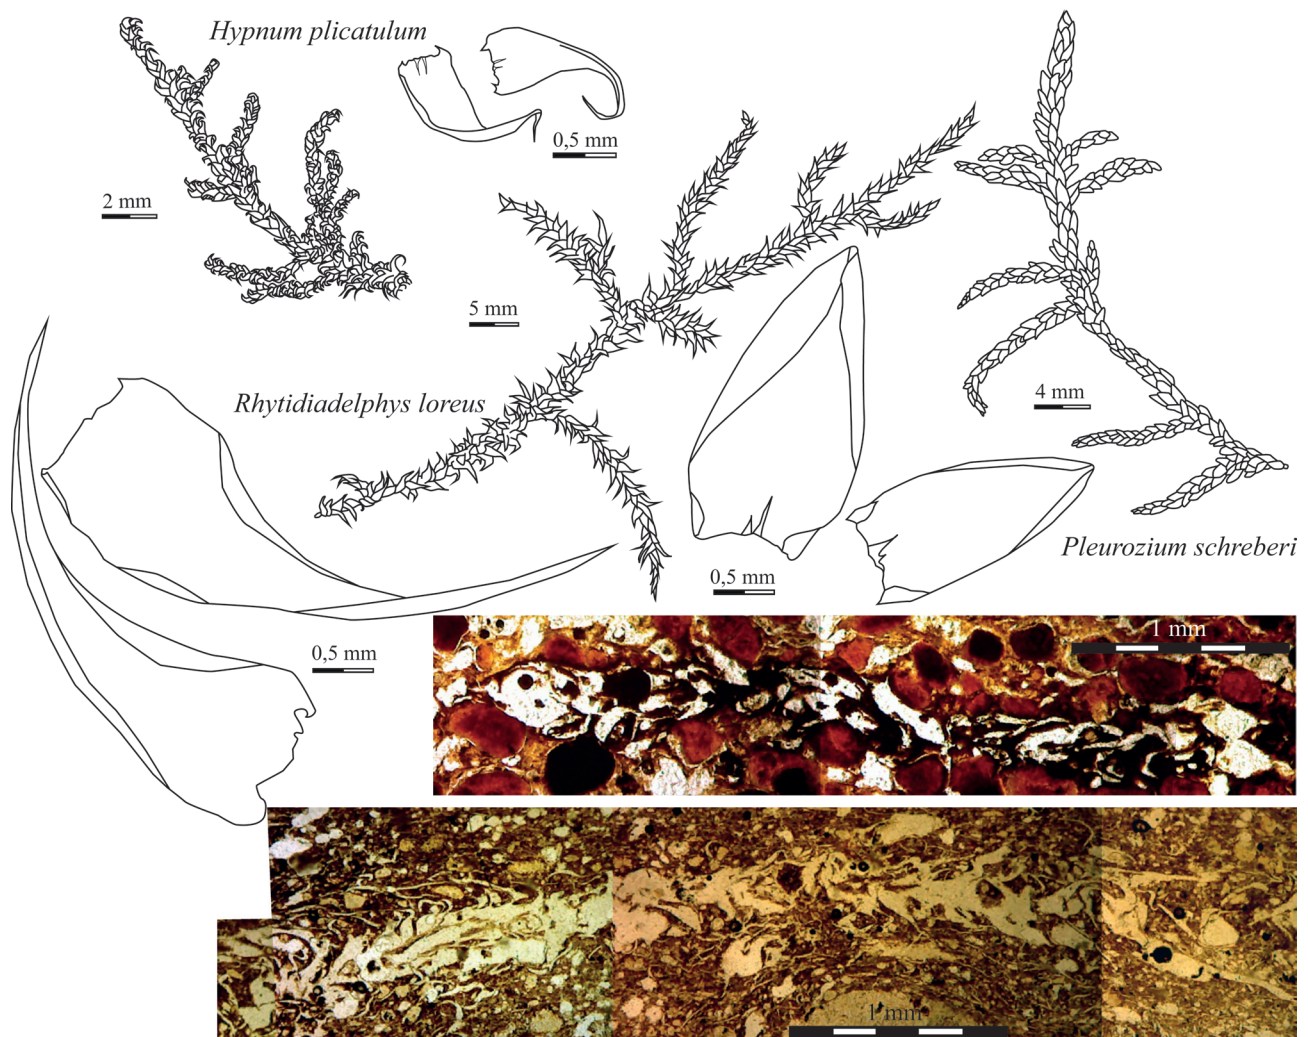 Hypnum plicatulum
0,5 mm
2 mm
5 mm
Rhytidiadelphys loreus
4 mm
Pleurozium schreberi
0,5 mm
0,5 mm
1 mm
1 mm